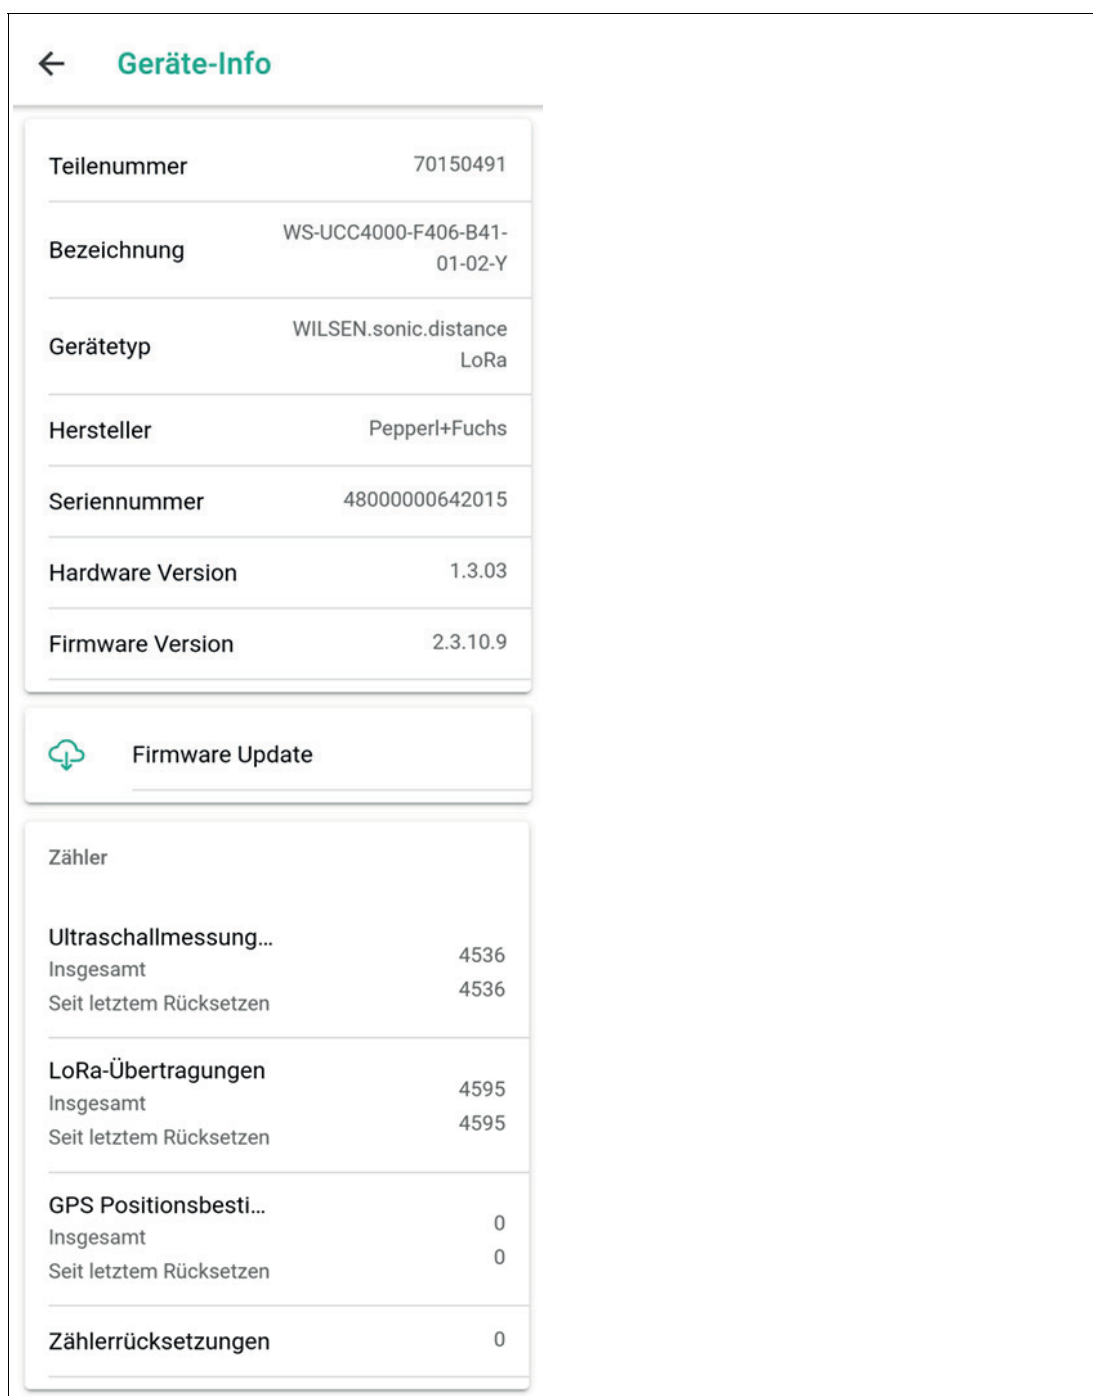 Geräte-Info
Teilenummer 70150491
Bezeichnung WS-UCC4000-F406-B41-
01-02-Y
Gerätetyp WILSEN.sonic.distance
LoRa
Hersteller Pepperl+Fuchs
Seriennummer 48000000642015
Hardware Version 1.3.03
Firmware Version 2.3.10.9
Firmware Update
Zähler
Ultraschallmessung...
Insgesamt 4536
Seit letztem Rücksetzen 4536
LoRa-Übertragungen
Insgesamt 4595
Seit letztem Rücksetzen 4595
GPS Positionsbesti...
Insgesamt 0
Seit letztem Rücksetzen 0
Zählerrücksetzungen 0